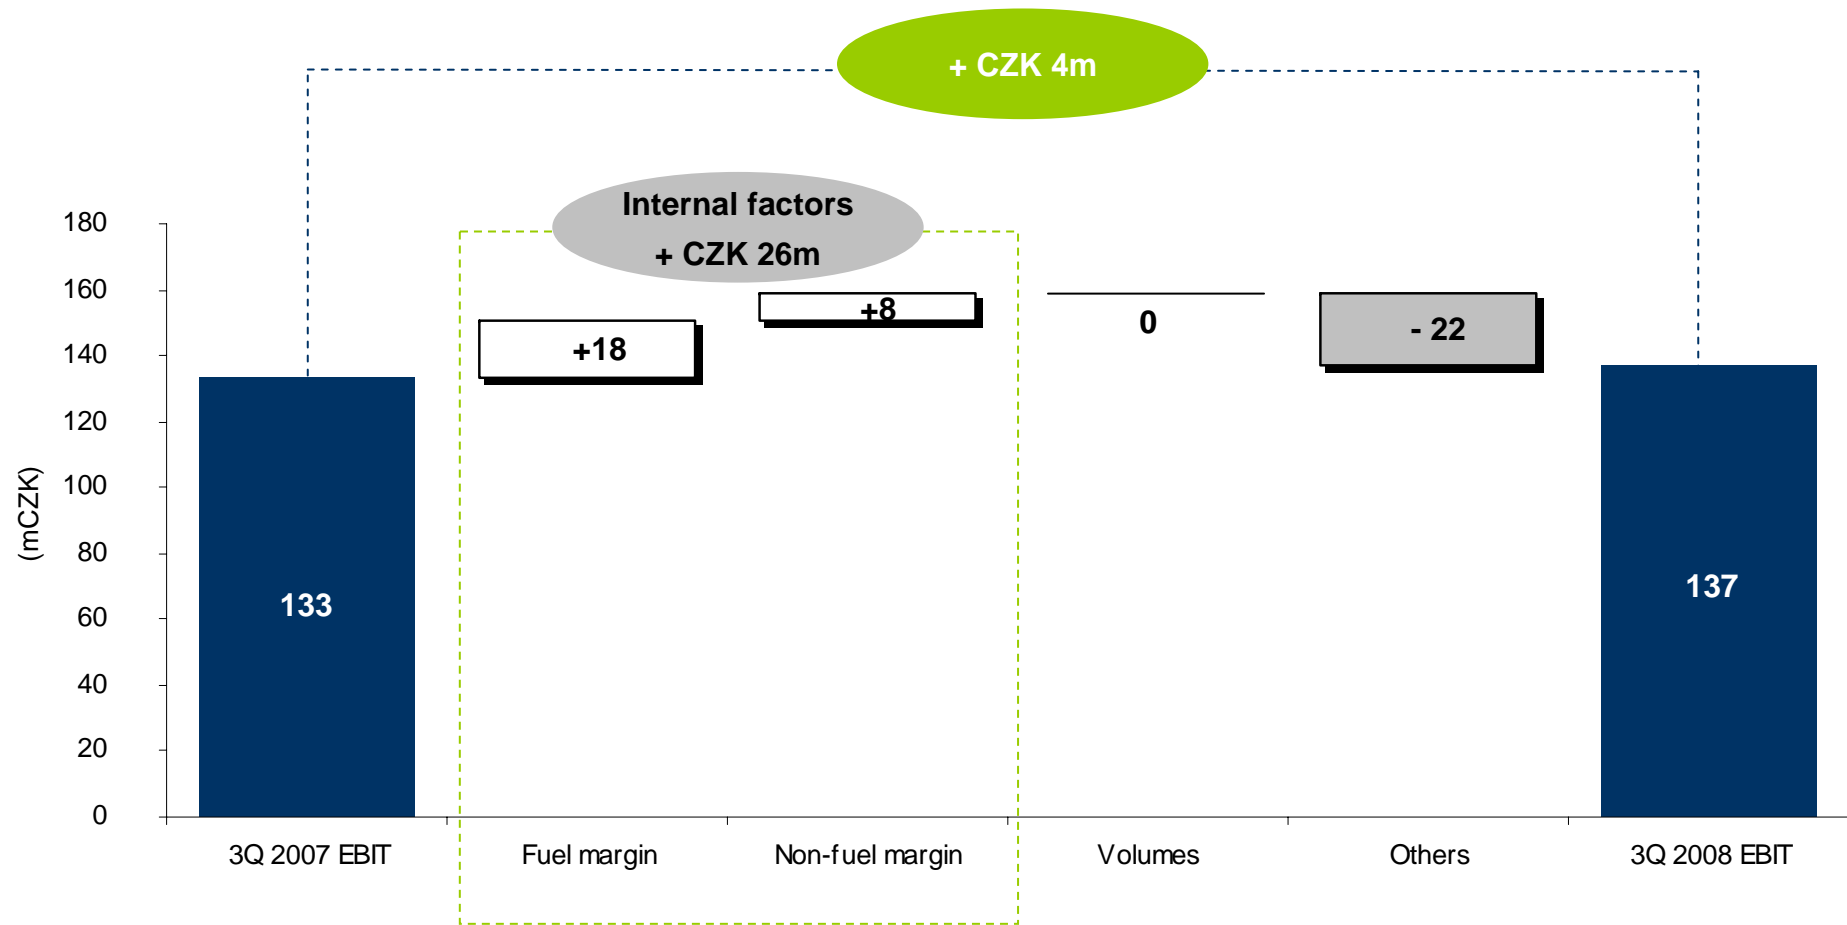 + CZK 4m
Internal factors
+ CZK 26m
(mCZK)
180
160
140
120
100
80
60
40
20
0
133
+18
+8
0
- 22
137
3Q 2007 EBIT
Fuel margin
Non-fuel margin
Volumes
Others
3Q 2008 EBIT